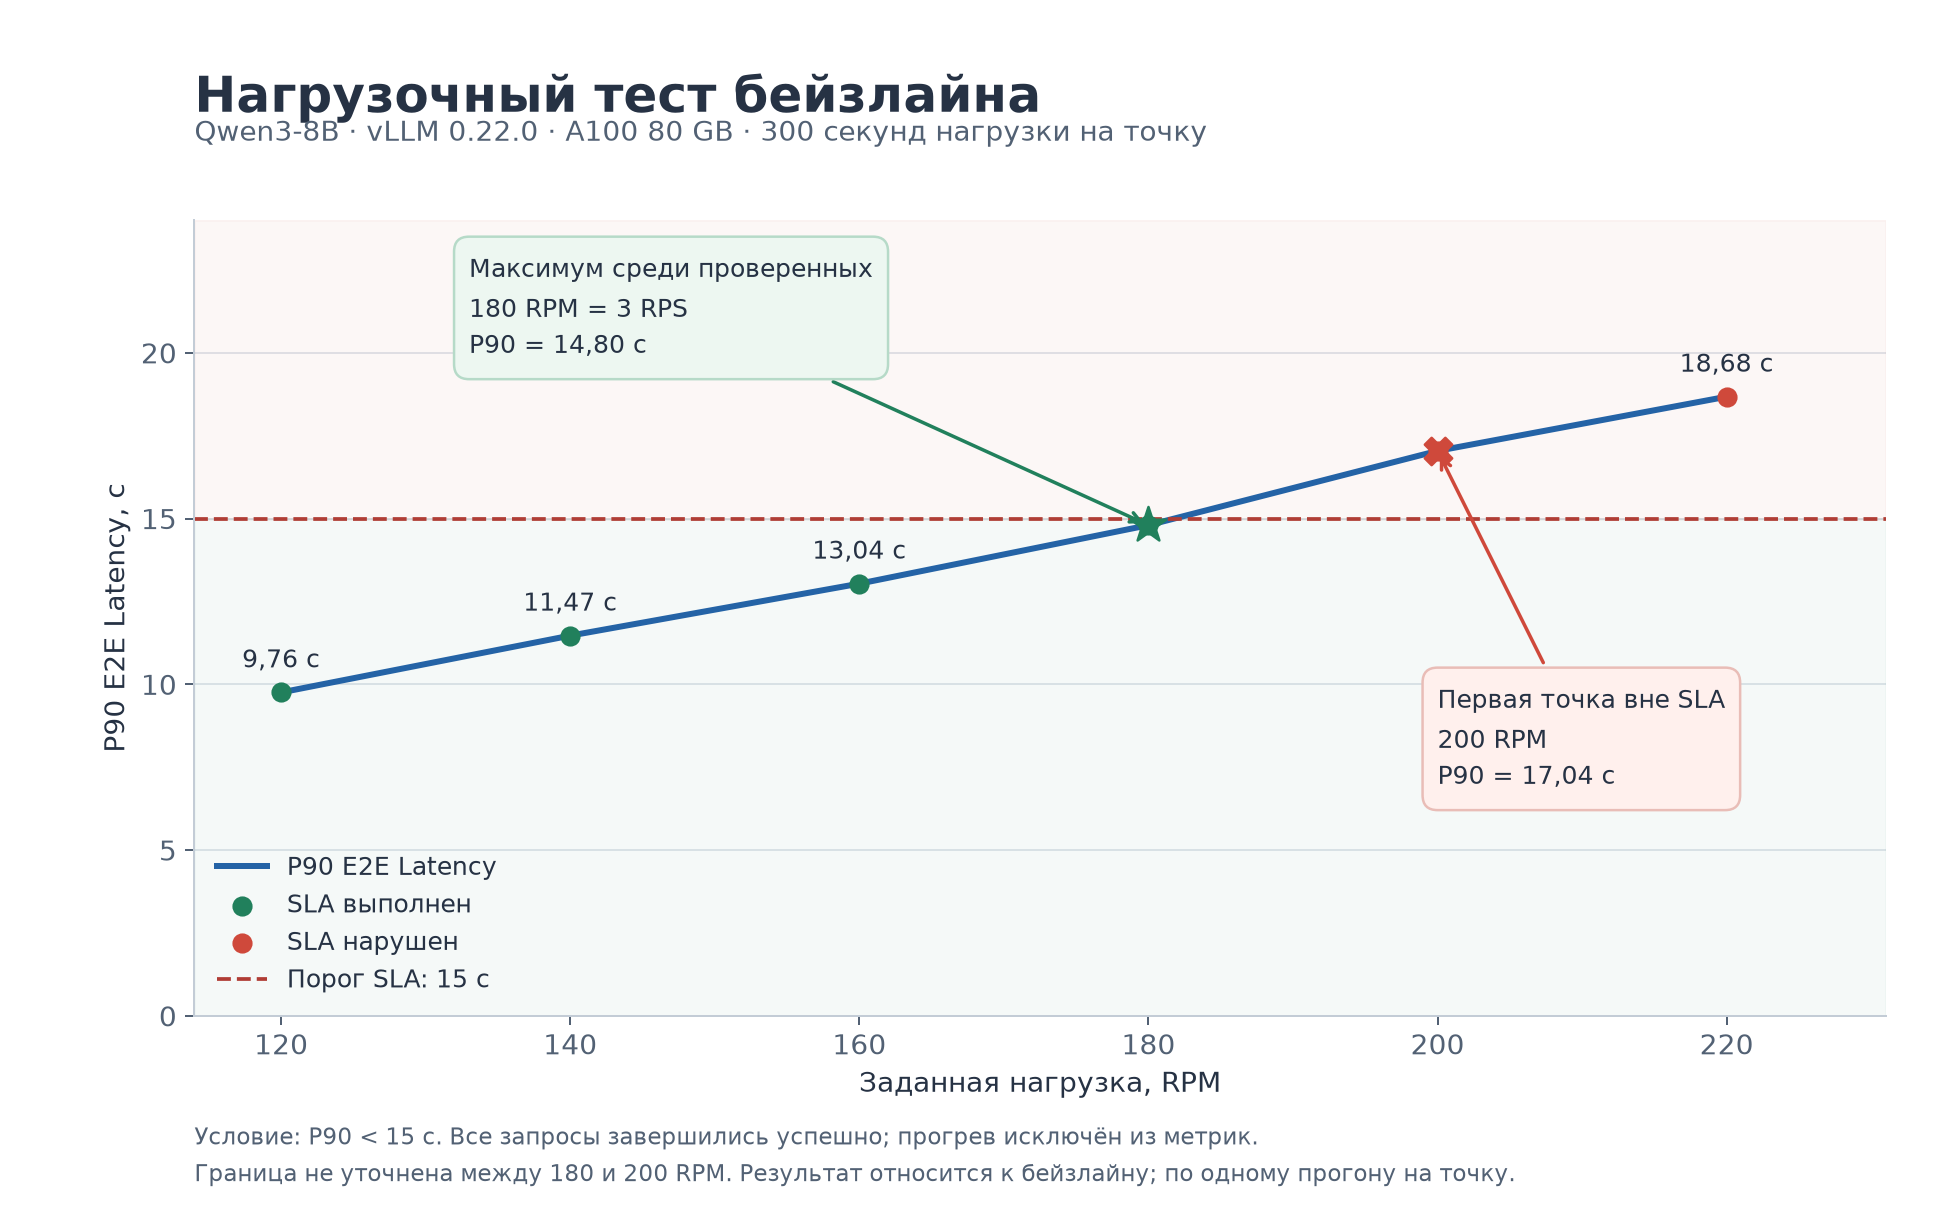 Нагрузочный тест бейзлайна
Qwen3-8B · vLLM 0.22.0 · A100 80 GB · 300 секунд нагрузки на точку
Максимум среди проверенных
180 RPM = 3 RPS
P90 = 14,80 с
20
18,68 с
P90 E2E Latency, с
15
13,04 с
11,47 с
9,76 с
10
Первая точка вне SLA
200 RPM
P90 = 17,04 с
5
P90 E2E Latency
SLA выполнен
SLA нарушен
Порог SLA: 15 с
0
120 140 160 180 200 220
Заданная нагрузка, RPM
Условие: P90 < 15 с. Все запросы завершились успешно; прогрев исключён из метрик.
Граница не уточнена между 180 и 200 RPM. Результат относится к бейзлайну; по одному прогону на точку.